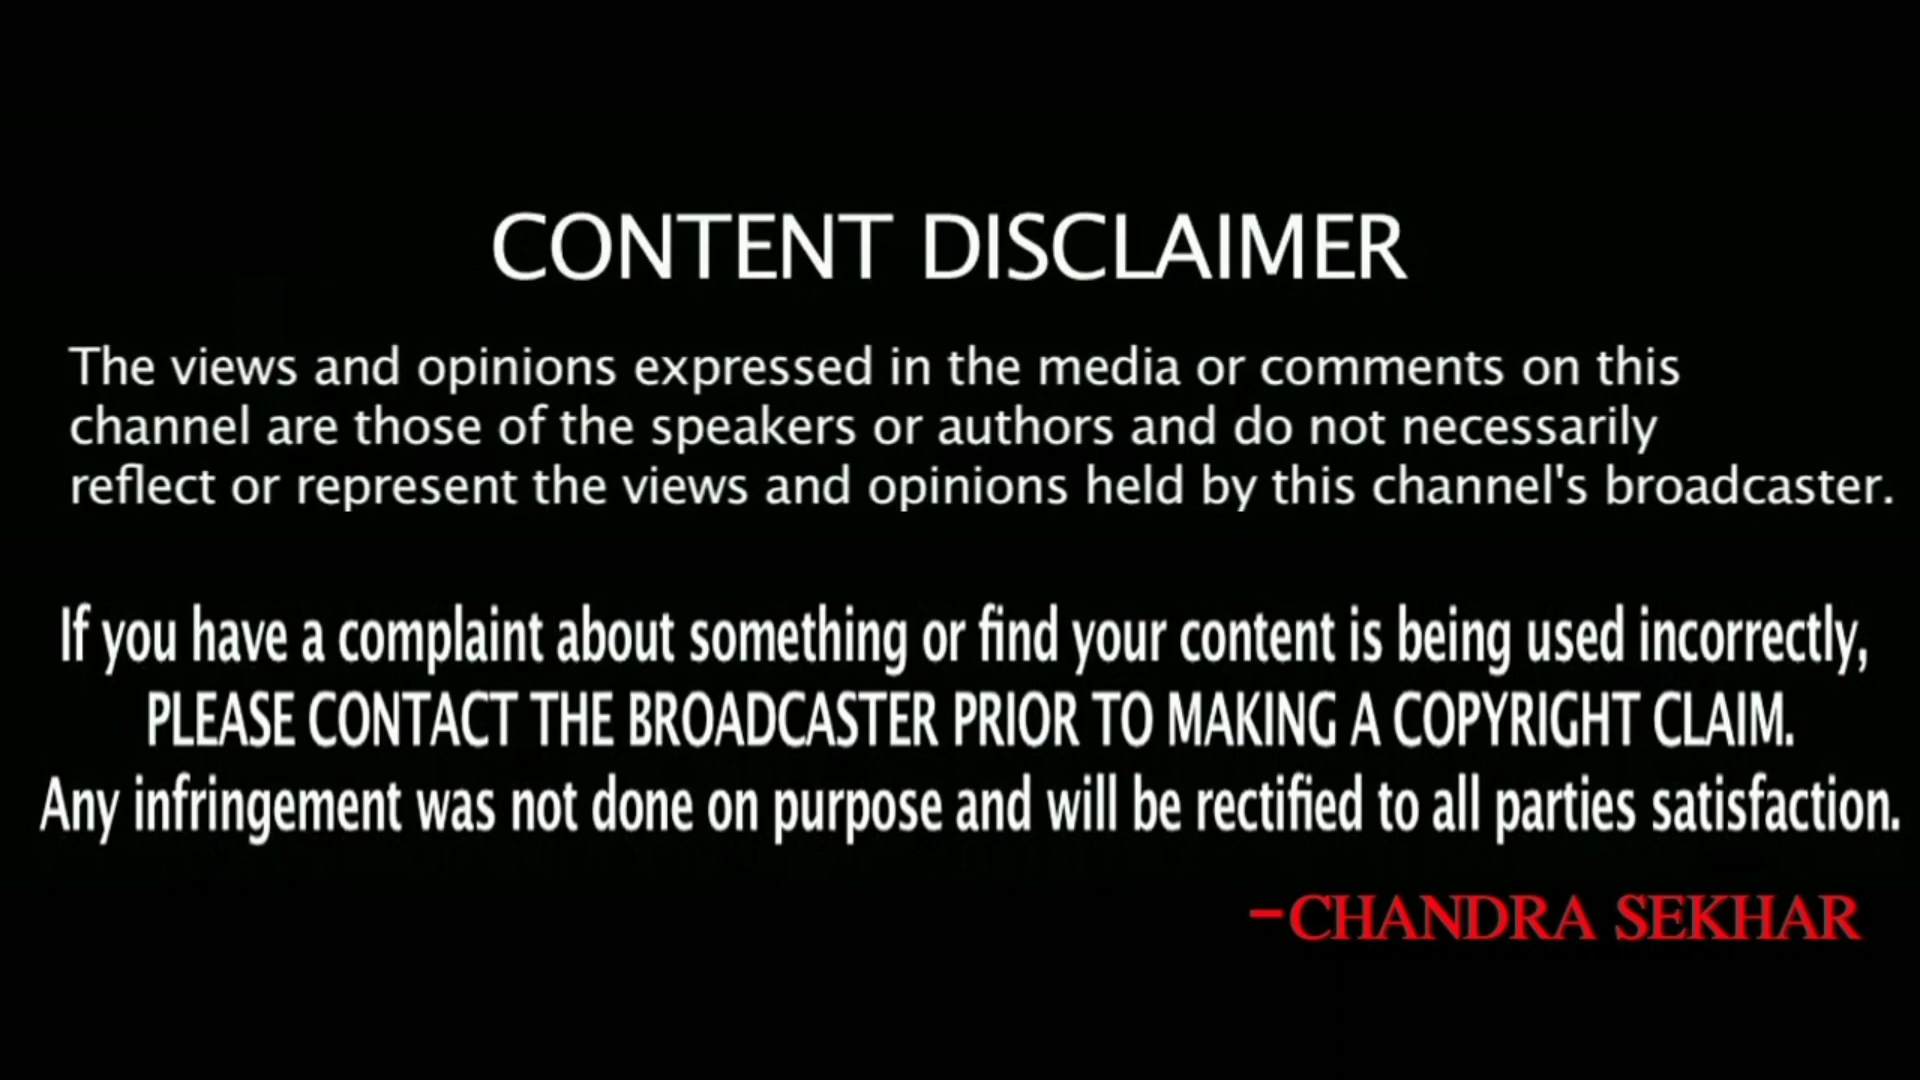 CONTENT DISCLAIMER
The views and opinions expressed in the media or comments on this
channel are those of the speakers or authors and do not necessarily
reflect or represent the views and opinions held by this channel's broadcaster.
If you have a complaint about something or find your content is being used incorrectly,
PLEASE CONTACT THE BROADCASTER PRIOR TO MAKING A COPYRIGHT CLAIM.
Any infringement was not done on purpose and will be rectified to all parties satisfaction.
-CHANDRA SEKHAR